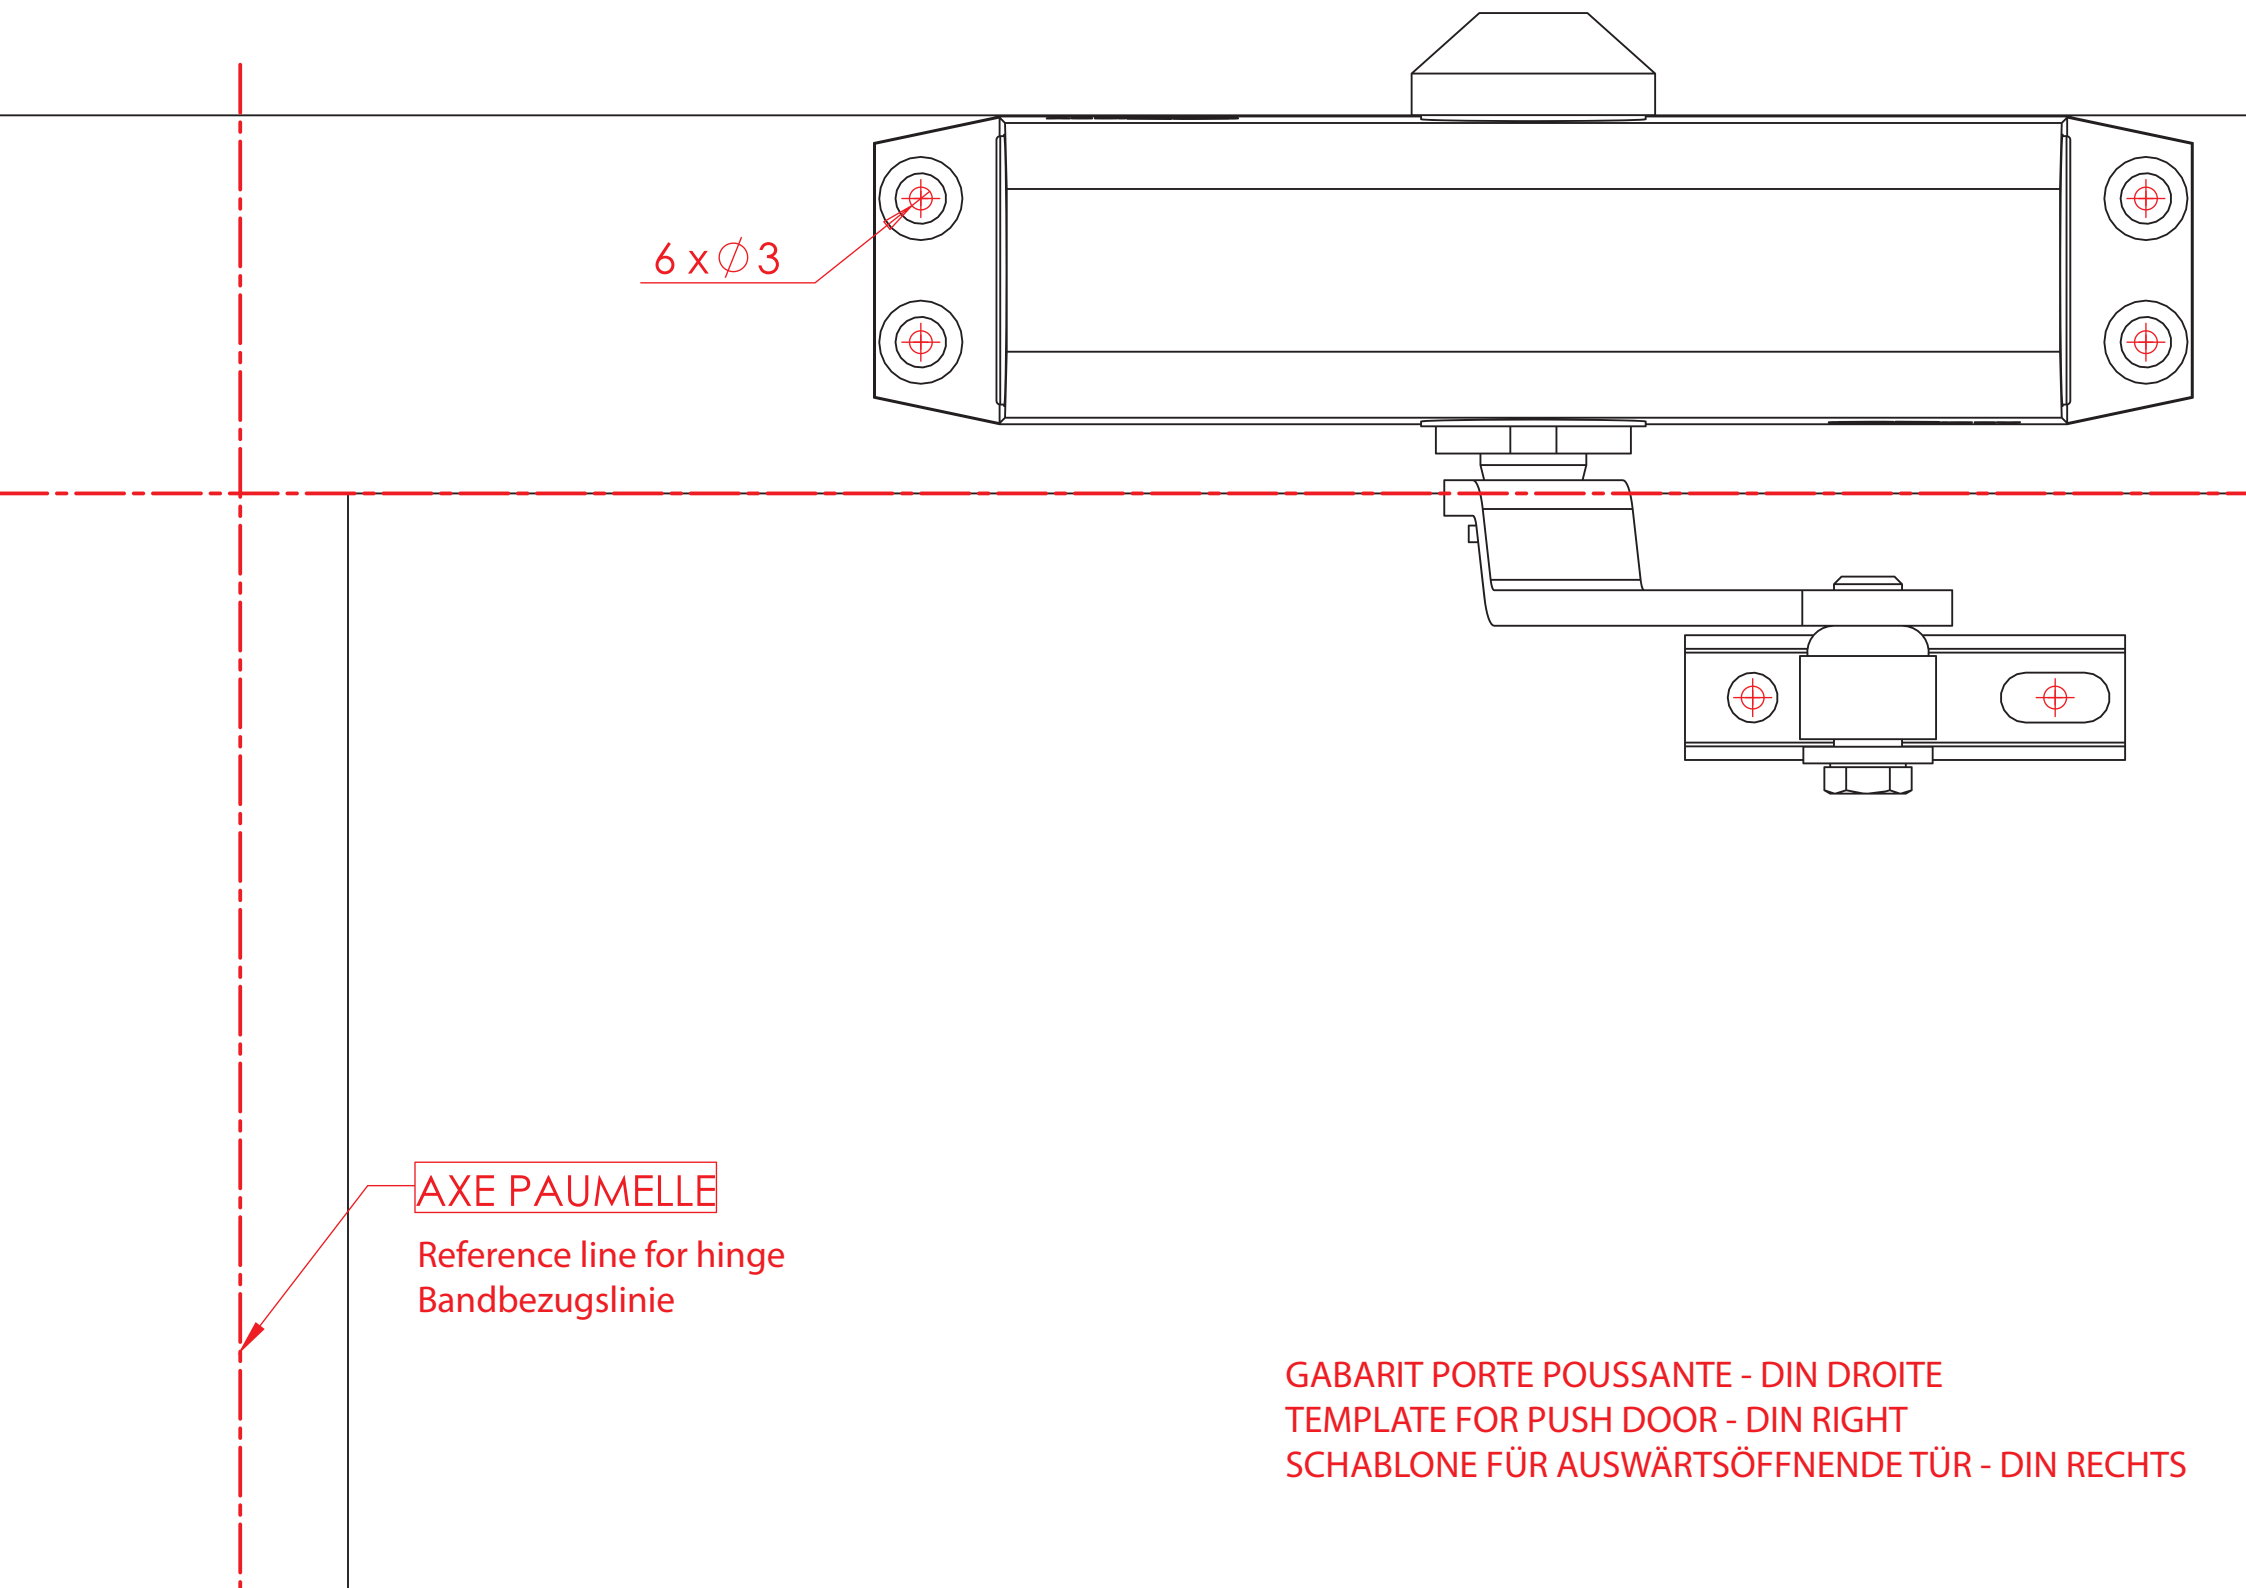 6 x Ø 3
AXE PAUMELLE
Reference line for hinge
Bandbezugslinie
GABARIT PORTE POUSSANTE - DIN DROITE
TEMPLATE FOR PUSH DOOR - DIN RIGHT
SCHABLONE FÜR AUSWÄRTSÖFFNENDE TÜR - DIN RECHTS